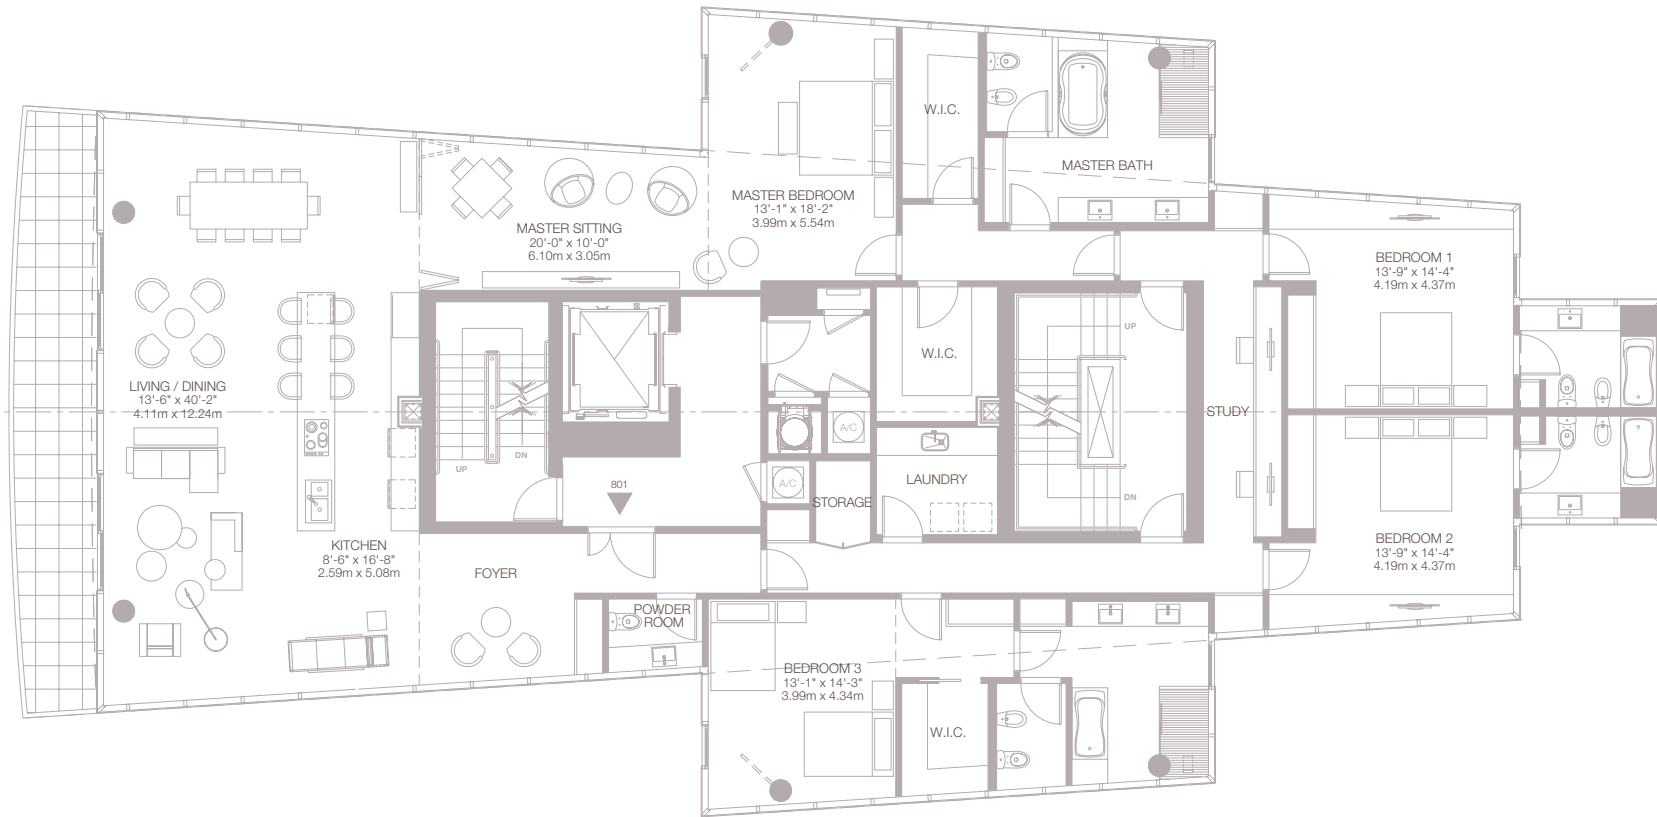 W.I.C.
MASTER BATH
MASTER BEDROOM
13'-1" x 18'-2"
3.99m x 5.54m
MASTER SITTING
20'-0" x 10'-0"
6.10m x 3.05m
BEDROOM 1
13'-9" x 14'-4"
4.19m x 4.37m
UP
W.I.C.
LIVING / DINING
13'-6" x 40'-2"
4.11m x 12.24m
STUDY
A/C
UP
DN
LAUNDRY
A/C
801
STORAGE
DN
KITCHEN
8'-6" x 16'-8"
2.59m x 5.08m
BEDROOM 2
13'-9" x 14'-4"
4.19m x 4.37m
FOYER
POWDER
ROOM
BEDROOM 3
13'-1" x 14'-3"
3.99m x 4.34m
W.I.C.